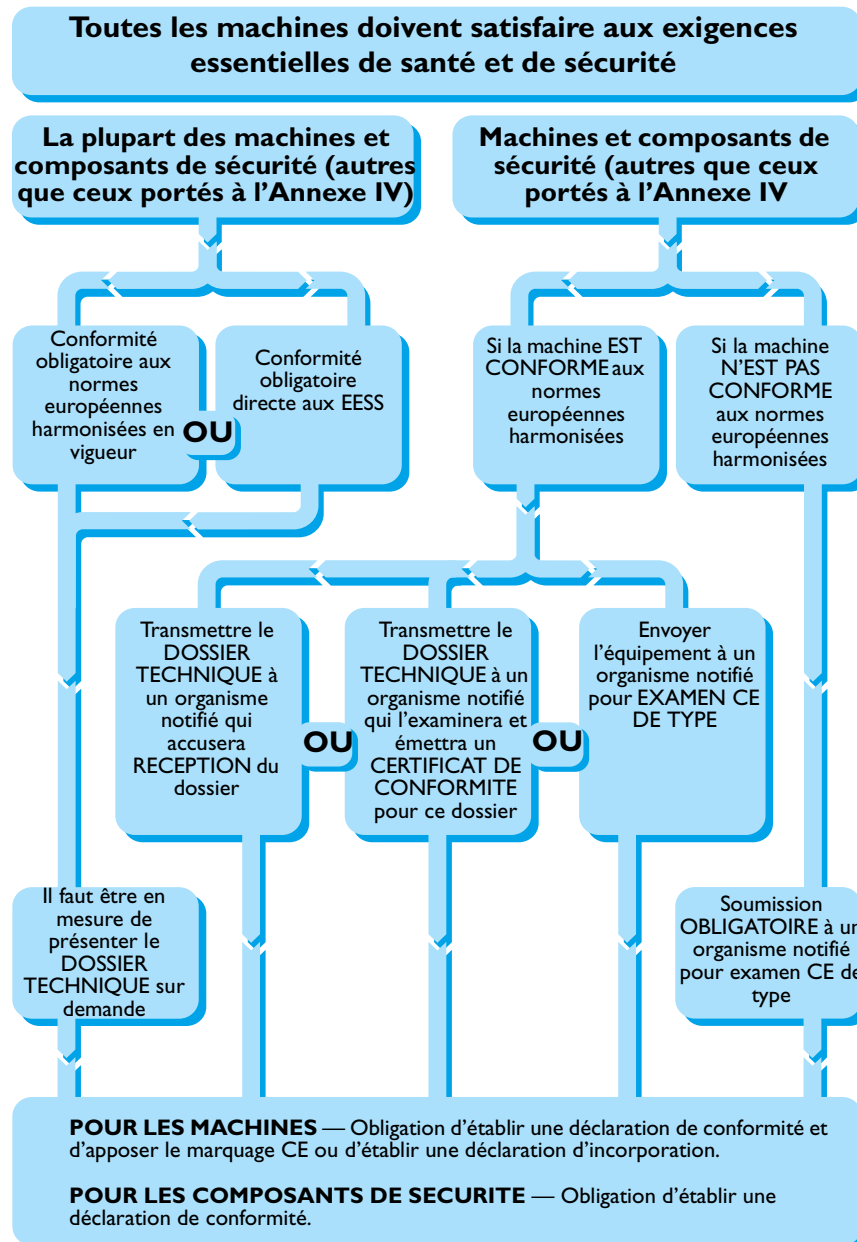 Toutes les machines doivent satisfaire aux exigences
essentielles de santé et de sécurité
La plupart des machines et
composants de sécurité (autres
que ceux portés à l'Annexe IV)
Machines et composants de
sécurité (autres que ceux
portés à l'Annexe IV
Conformité
obligatoire aux
normes
européennes
harmonisées en
vigueur
OU
Conformité
obligatoire
directe aux EESS
Si la machine EST
CONFORME aux
normes
européennes
harmonisées
Si la machine
N'EST PAS
CONFORME
aux normes
européennes
harmonisées
Transmettre le
DOSSIER
TECHNIQUE à
un organisme
notifié qui
accusera
RECEPTION du
dossier
OU
Transmettre le
DOSSIER
TECHNIQUE à un
organisme notifié
qui l'examinera et
émettra un
CERTIFICAT DE
CONFORMITE
pour ce dossier
OU
Envoyer
l'équipement à un
organisme notifié
pour EXAMEN CE
DE TYPE
Il faut être en
mesure de
présenter le
DOSSIER
TECHNIQUE sur
demande
Soumission
OBLIGATOIRE à un
organisme notifié
pour examen CE de
type
POUR LES MACHINES — Obligation d'établir une déclaration de conformité et
d'apposer le marquage CE ou d'établir une déclaration d'incorporation.
POUR LES COMPOSANTS DE SECURITE — Obligation d'établir une
déclaration de conformité.